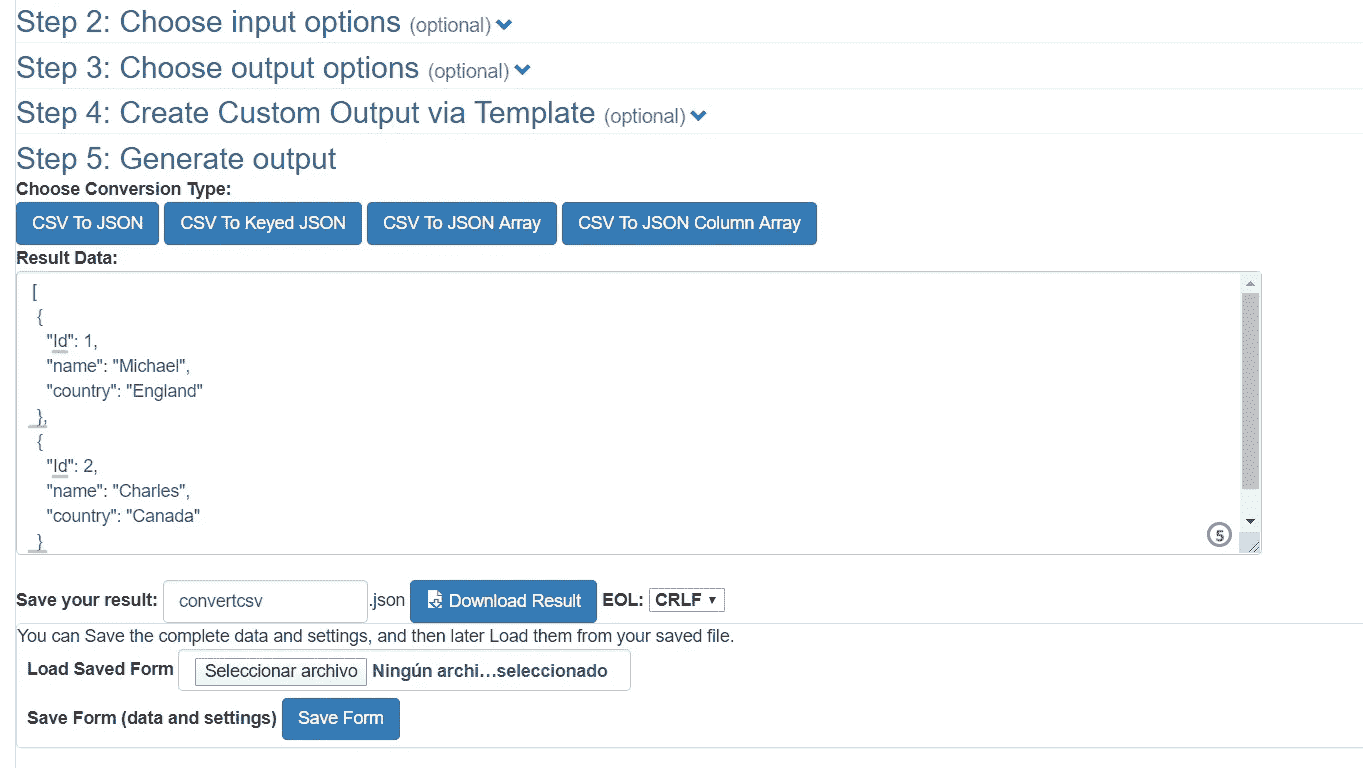 Step 2: Choose input options (optional)
Step 3: Choose output options (optional)
Step 4: Create Custom Output via Template (optional)
Step 5: Generate output
Choose Conversion Type:
CSV To JSON CSV To Keyed JSON CSV To JSON Array CSV To JSON Column Array
Result Data:
[
{
"Id": 1,
"name": "Michael",
"country": "England"
},
{
"Id": 2,
"name": "Charles",
"country": "Canada"
}
5
Save your result: convertcsv .json Download Result EOL: CRLF
You can Save the complete data and settings, and then later Load them from your saved file.
Load Saved Form Seleccionar archivo Ningún archi...seleccionado
Save Form (data and settings) Save Form